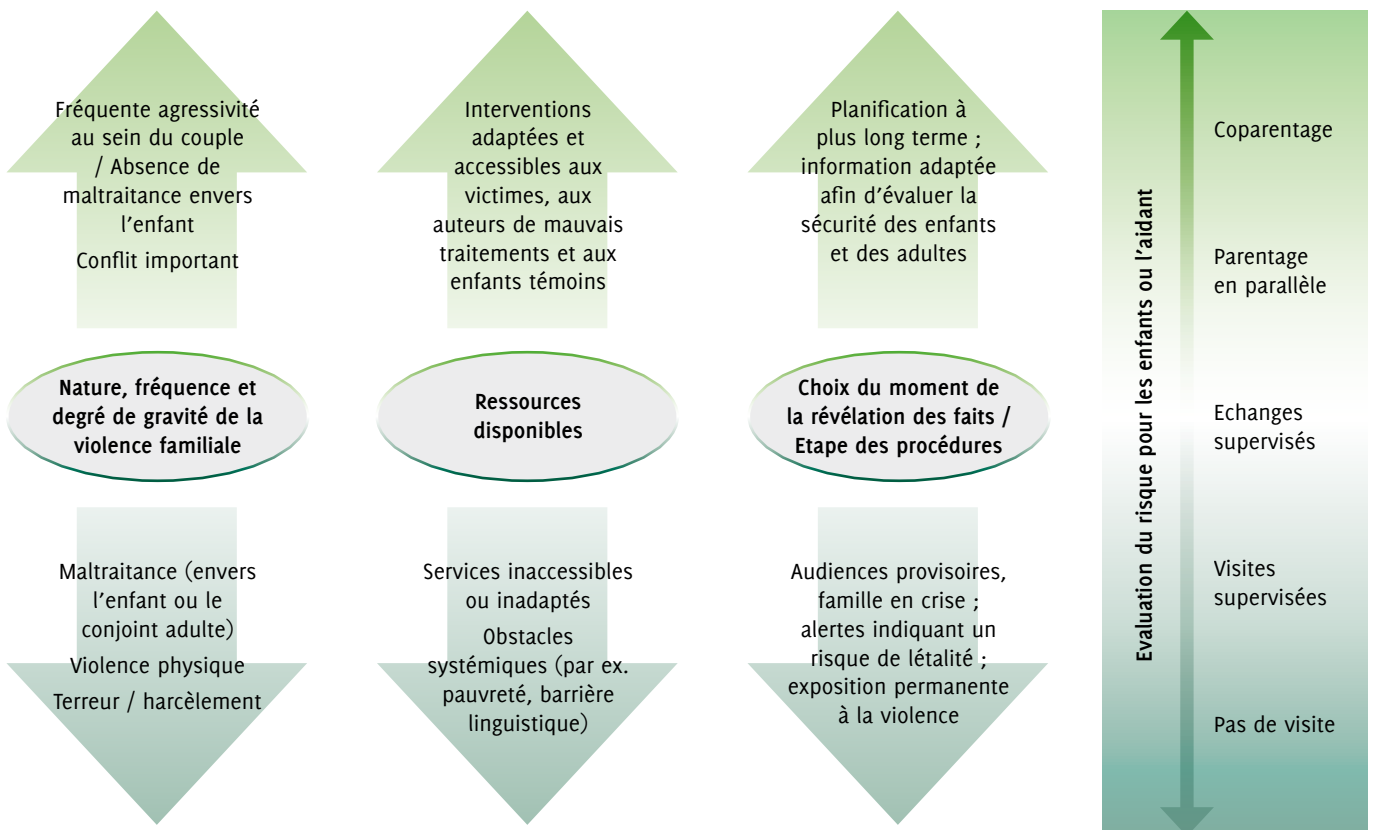 Fréquente agressivité
au sein du couple
/ Absence de
maltraitance envers
l'enfant
Conflit important
Interventions
adaptées et
accessibles aux
victimes, aux
auteurs de mauvais
traitements et aux
enfants témoins
Planification à
plus long terme ;
information adaptée
afin d'évaluer la
sécurité des enfants
et des adultes
Nature, fréquence et
degré de gravité de la
violence familiale
Ressources
disponibles
Choix du moment de
la révélation des faits /
Etape des procédures
Maltraitance (envers
l'enfant ou le
conjoint adulte)
Violence physique
Terreur / harcèlement
Services inaccessibles
ou inadaptés
Obstacles
systémiques (par ex.
pauvreté, barrière
linguistique)
Audiences provisoires,
famille en crise ;
alertes indiquant un
risque de létalité ;
exposition permanente
à la violence
Evaluation du risque pour les enfants ou l'aidant
Coparentage
Parentage
en parallèle
Echanges
supervisés
Visites
supervisées
Pas de visite